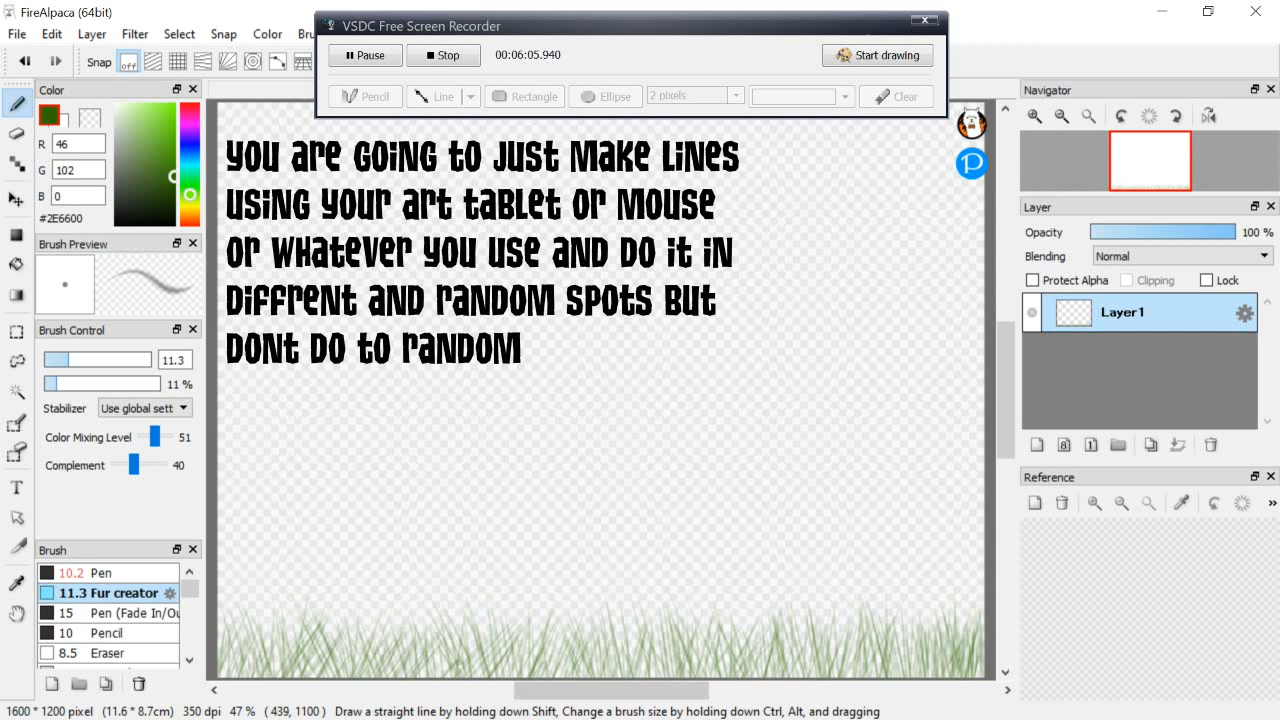 FireAlpaca (64bit)
VSDC Free Screen Recorder
File Edit Layer Filter Select Snap Color Bru
Pause Stop 00:06:05.940 Start drawing
Snap off
Pencil Line Rectangle Ellipse 2 pixels Clear
Color
R 46
G 102
B 0
#2E6600
Brush Preview
Brush Control
11.3
11 %
Stabilizer Use global sett
Color Mixing Level 51
Complement 40
Brush
10.2 Pen
11.3 Fur creator
15 Pen (Fade In/Ou
10 Pencil
8.5 Eraser
you are going to just make lines
using your art tablet or mouse
or whatever you use and do it in
diffrent and random spots but
dont do to random
Navigator
Layer
Opacity 100 %
Blending Normal
Protect Alpha Clipping Lock
Layer1
8 1
Reference
1600 * 1200 pixel (11.6 * 8.7cm) 350 dpi 47 % ( 439, 1100 ) Draw a straight line by holding down Shift, Change a brush size by holding down Ctrl, Alt, and dragging